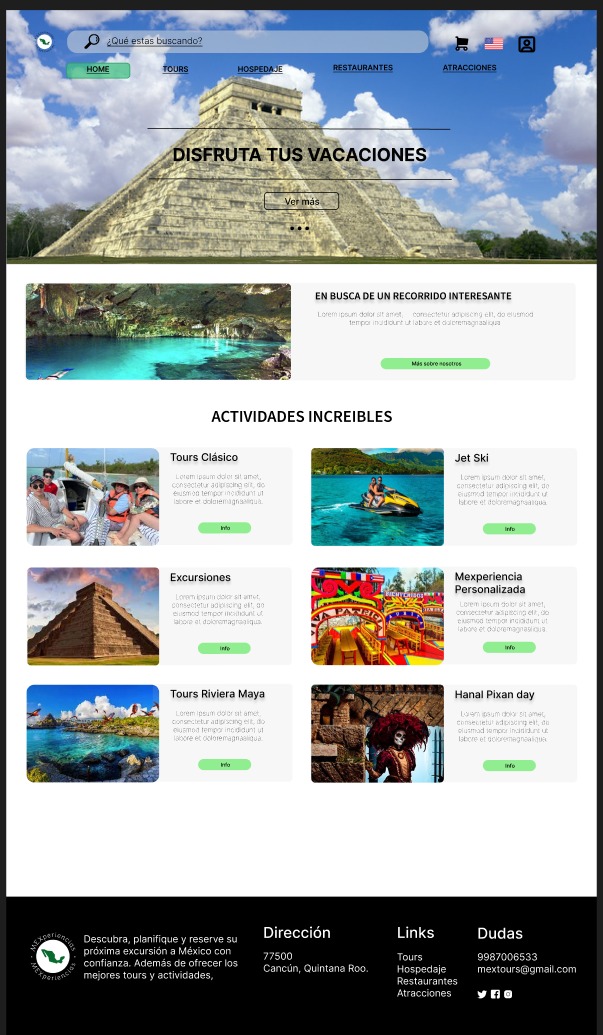 ¿Qué estas buscando?
HOME
TOURS
HOSPEDAJE
RESTAURANTES
ATRACCIONES
DISFRUTA TUS VACACIONES
Ver más
EN BUSCA DE UN RECORRIDO INTERESANTE
Lorem ipsum dolor sit amet, consectetur adipiscing elit, do eiusmod
tempor incididunt ut labore et doloremagnaaliqua.
Más sobre nosotros
ACTIVIDADES INCREIBLES
Tours Clásico
Lorem ipsum dolor sit amet,
consectetur adipiscing elit, do
eiusmod tempor incididunt ut
labore et doloremagnaaliqua.
Info
Jet Ski
Lorem ipsum dolor sit amet,
consectetur adipiscing elit, do
eiusmod tempor incididunt ut
labore et doloremagnaaliqua.
Info
Excursiones
Lorem ipsum dolor sit amet,
consectetur adipiscing elit, do
eiusmod tempor incididunt ut
labore et doloremagnaaliqua.
Info
BIENVENIDOS
Mexperiencia
Personalizada
Lorem ipsum dolor sit amet,
consectetur adipiscing elit, do
eiusmod tempor incididunt ut
labore et doloremagnaaliqua.
Info
Tours Riviera Maya
Lorem ipsum dolor sit amet,
consectetur adipiscing elit, do
eiusmod tempor incididunt ut
labore et doloremagnaaliqua.
Info
Hanal Pixan day
Lorem ipsum dolor sit amet,
consectetur adipiscing elit, do
eiusmod tempor incididunt ut
labore et doloremagnaaliqua.
Info
MEXperiencias
MEXperiencias
Descubra, planifique y reserve su
próxima excursión a México con
confianza. Además de ofrecer los
mejores tours y actividades,
Dirección
77500
Cancún, Quintana Roo.
Links
Tours
Hospedaje
Restaurantes
Atracciones
Dudas
9987006533
mextours@gmail.com